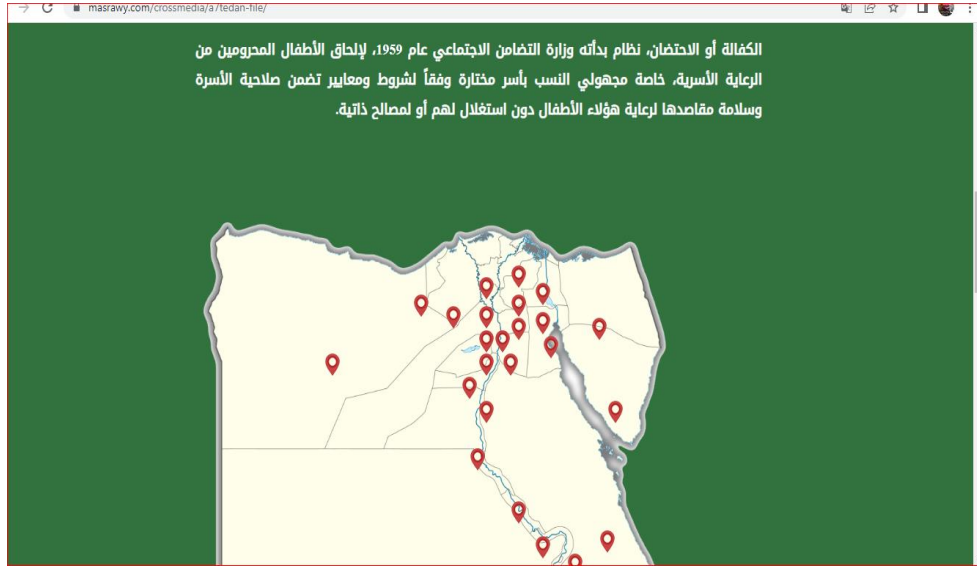 masrawy.com/crossmedia/a7tedan-file/
الكفالة أو الاحتضان، نظام بدأته وزارة التضامن الاجتماعي عام 1959، لإلحاق الأطفال المحرومين من
الرعاية الأسرية، خاصة مجهولي النسب بأسر مختارة وفقاً لشروط ومعايير تضمن صلاحية الأسرة
وسلامة مقاصدها لرعاية هؤلاء الأطفال دون استغلال لهم أو لمصالح ذاتية.